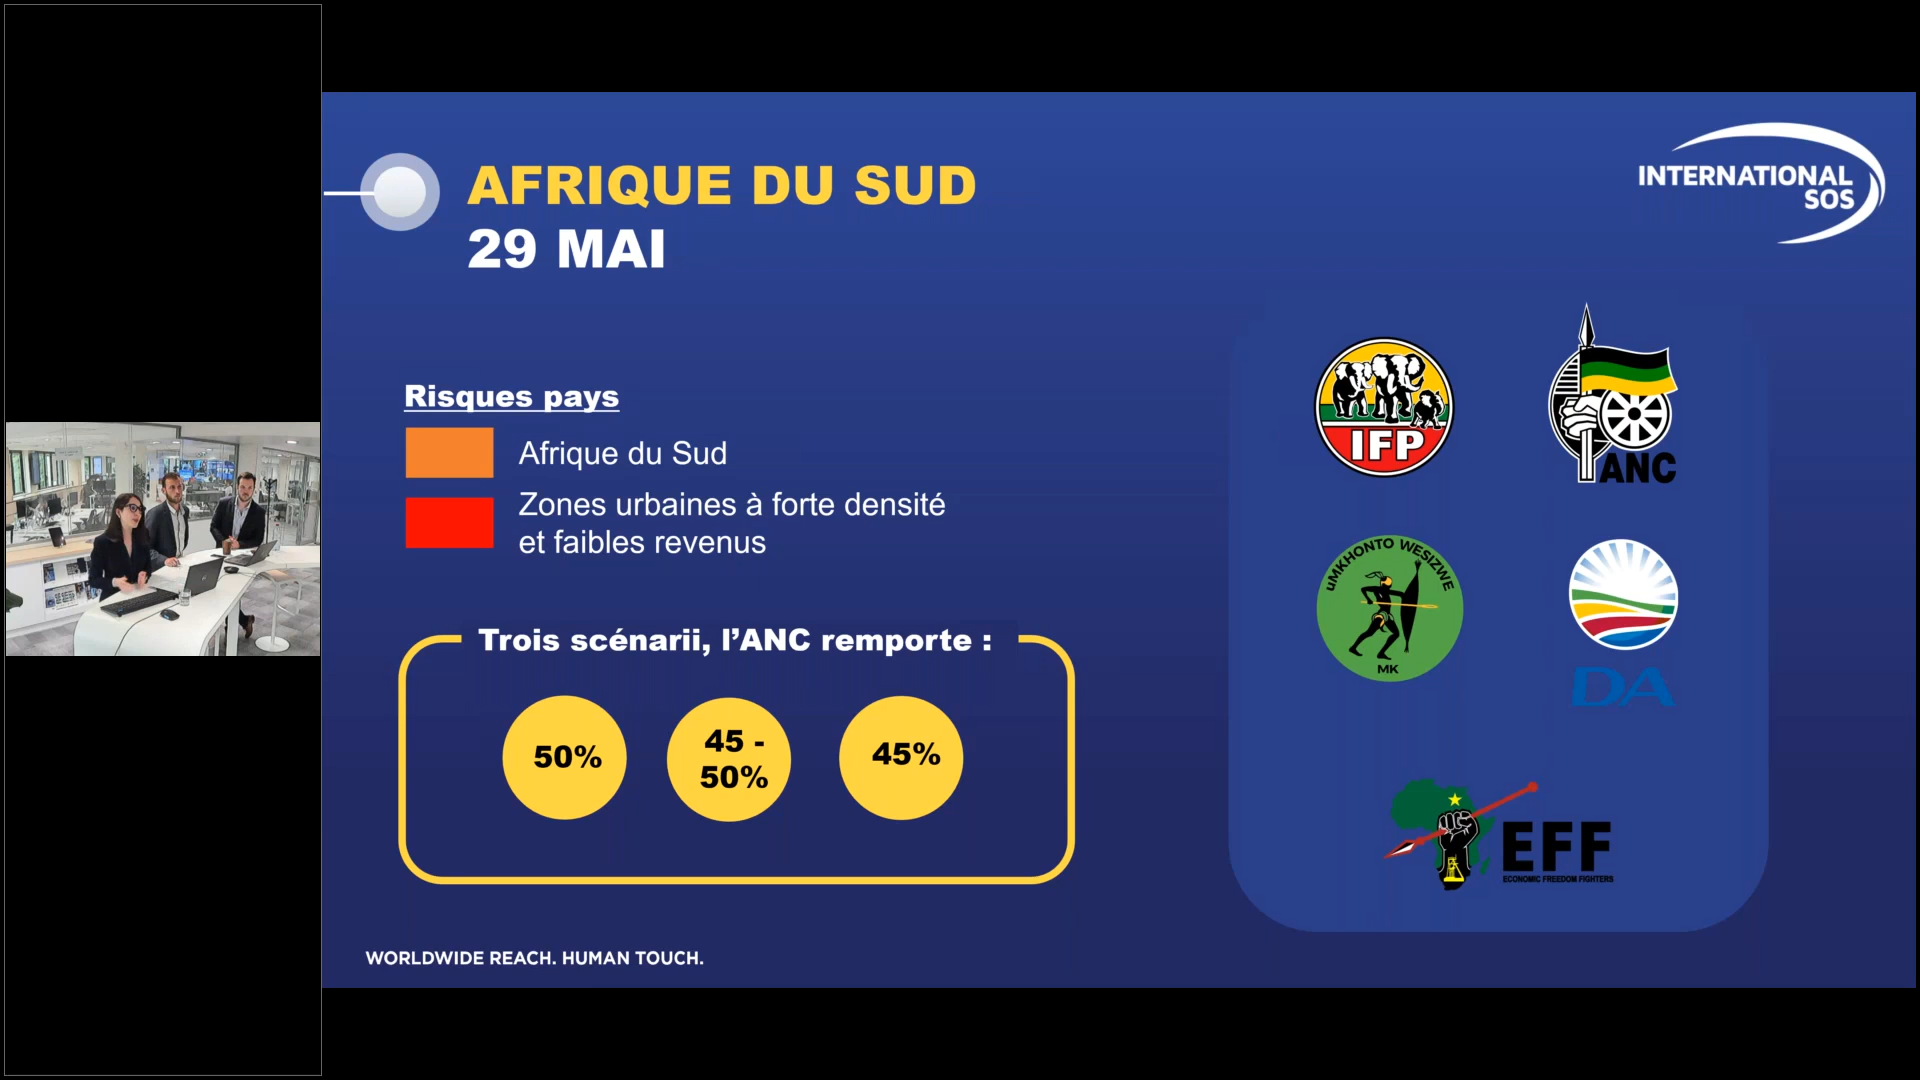 AFRIQUE DU SUD
29 MAI
INTERNATIONAL
SOS
Risques pays
Afrique du Sud
Zones urbaines à forte densité
et faibles revenus
Trois scénarii, l’ANC remporte :
50%
45 -
50%
45%
IFP
ANC
uMKHONTO WESIZWE
MK
DA
EFF
ECONOMIC FREEDOM FIGHTERS
WORLDWIDE REACH. HUMAN TOUCH.